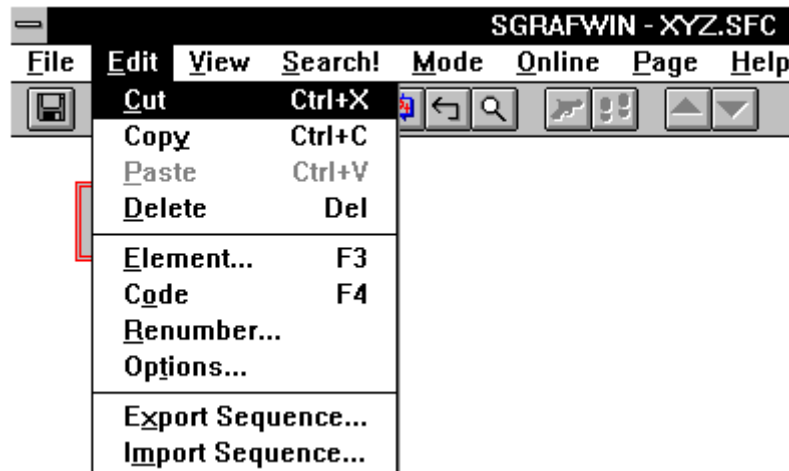 SGRAFWIN - XYZ.SFC
File Edit View Search! Mode Online Page Help
Cut Ctrl+X
Copy Ctrl+C
Paste Ctrl+V
Delete Del
Element... F3
Code F4
Renumber...
Options...
Export Sequence...
Import Sequence...